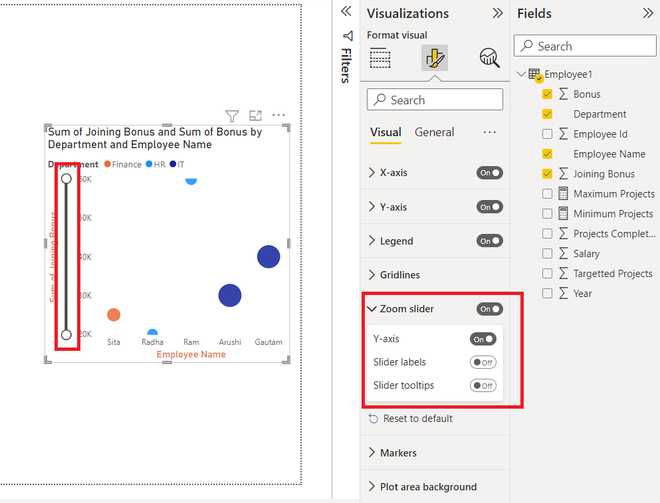 Sum of Joining Bonus and Sum of Bonus by
Department and Employee Name
Department Finance HR IT
60K
50K
40K
30K
20K
Sum of Joining Bonus
Sita Radha Ram Arushi Gautam
Employee Name
Filters
Visualizations
Format visual
Search
Visual General
X-axis On
Y-axis On
Legend On
Gridlines
Zoom slider On
Y-axis On
Slider labels Off
Slider tooltips Off
Reset to default
Markers
Plot area background
Fields
Search
Employee1
Bonus
Department
Employee Id
Employee Name
Joining Bonus
Maximum Projects
Minimum Projects
Projects Complet...
Salary
Targetted Projects
Year